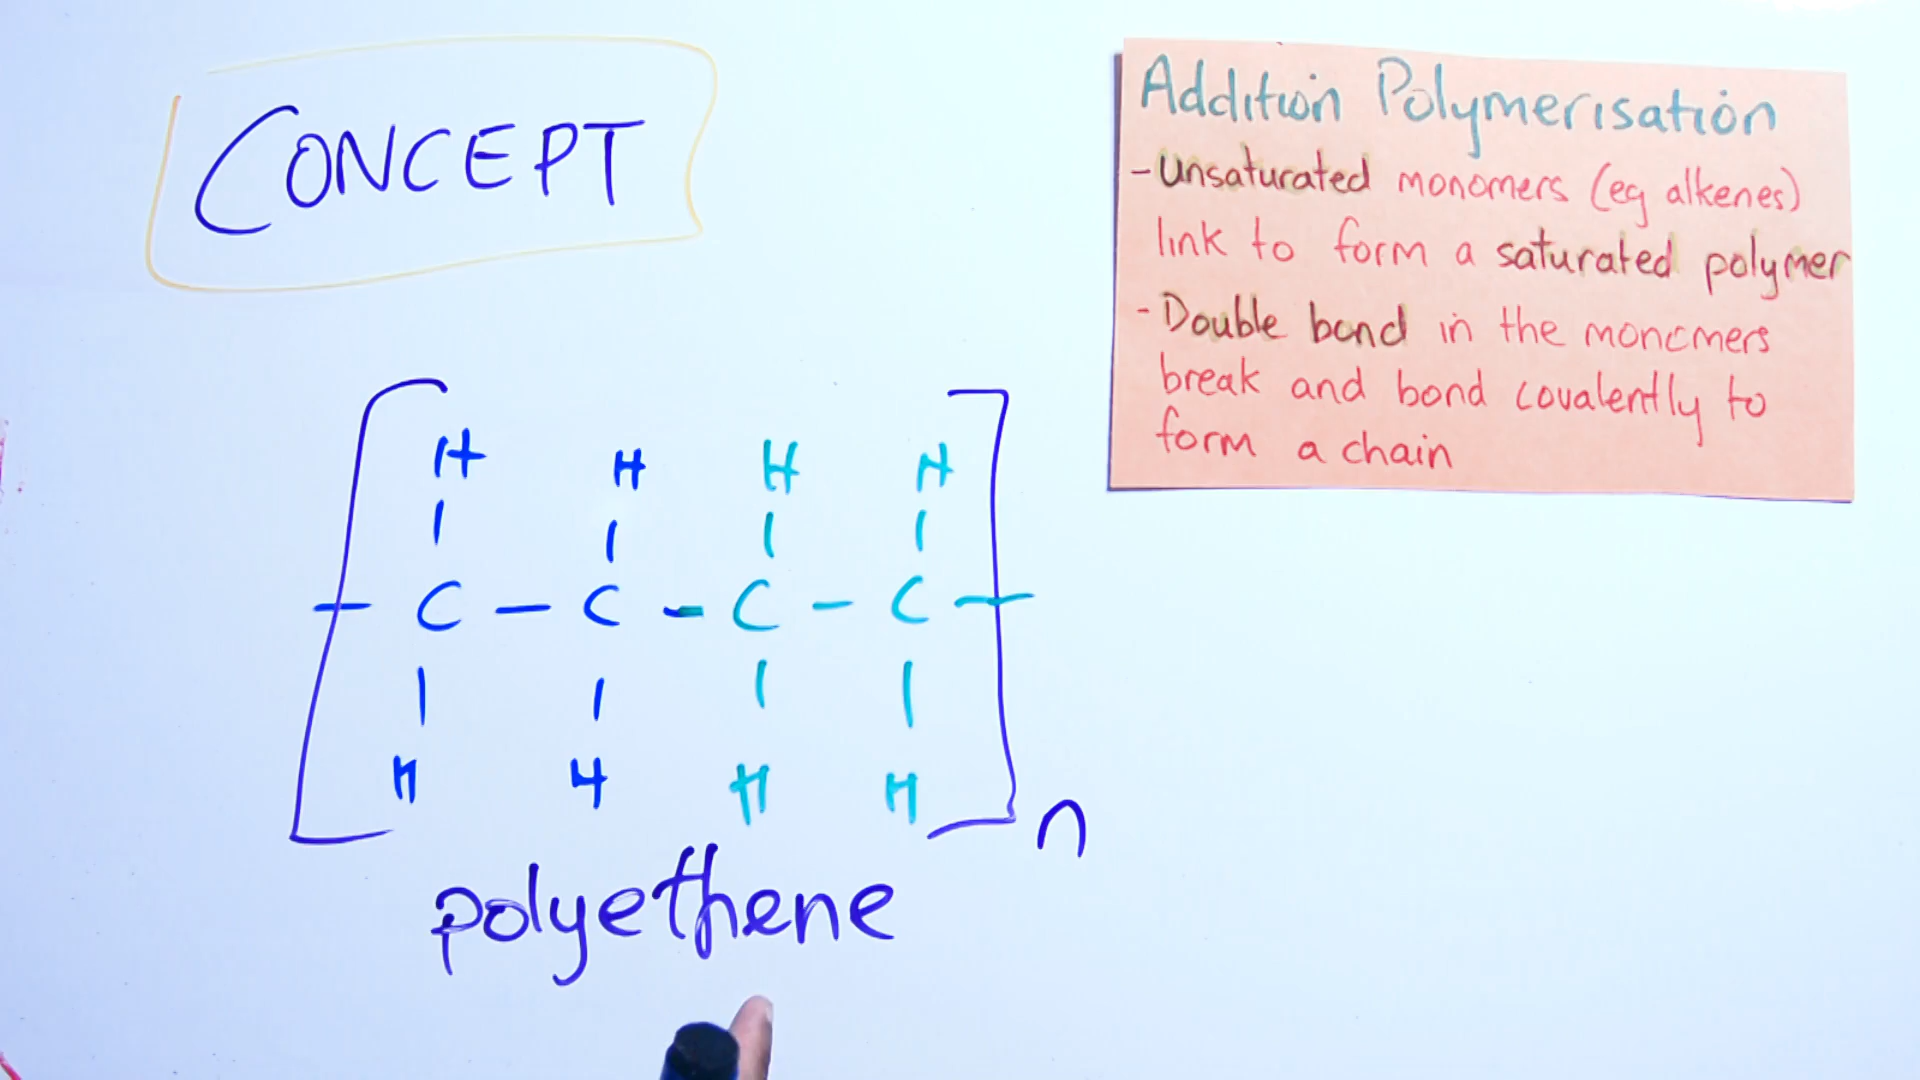 CONCEPT
Addition Polymerisation
- Unsaturated monomers (eg alkenes)
link to form a saturated polymer
- Double bond in the monomers
break and bond covalently to
form a chain
H H H H
| | | |
- C - C - C - C -
| | | |
H H H H
n
polyethene